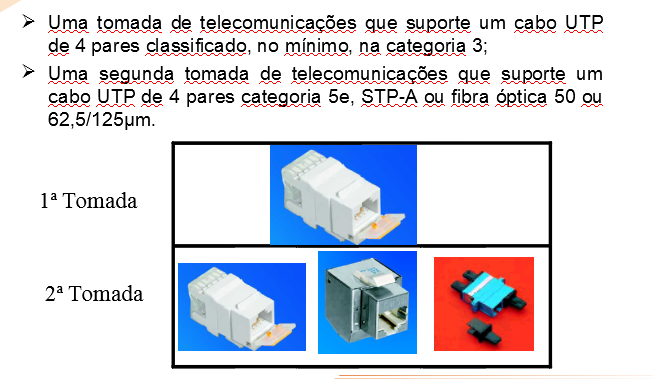 ➢ Uma tomada de telecomunicações que suporte um cabo UTP
de 4 pares classificado, no mínimo, na categoria 3;
➢ Uma segunda tomada de telecomunicações que suporte um
cabo UTP de 4 pares categoria 5e, STP-A ou fibra óptica 50 ou
62,5/125µm.
1ª Tomada
2ª Tomada